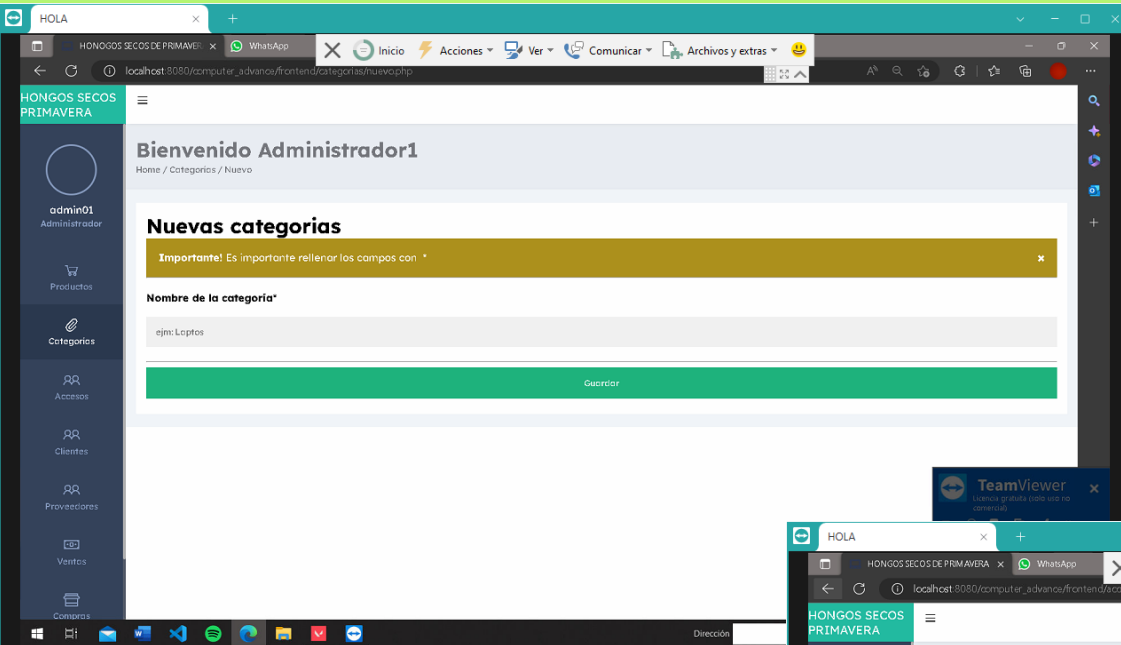 HOLA
HONOGOS SECOS DE PRIMAVER
WhatsApp
Inicio
Acciones
Ver
Comunicar
Archivos y extras
localhost:8080/computer_advance/frontend/categorias/nuevo.php
HONGOS SECOS
PRIMAVERA
Bienvenido Administrador1
Home / Categorias / Nuevo
admin01
Administrador
Productos
Categorias
Accesos
Clientes
Proveedores
Ventas
Compras
Nuevas categorias
Importante! Es importante rellenar los campos con *
Nombre de la categoría*
ejm: Laptos
Guardar
TeamViewer
Licencia gratuita (solo uso no
comercial)
Dirección
HOLA
HONGOS SECOS DE PRIMAVERA
WhatsApp
localhost:8080/computer_advance/frontend/acc
HONGOS SECOS
PRIMAVERA